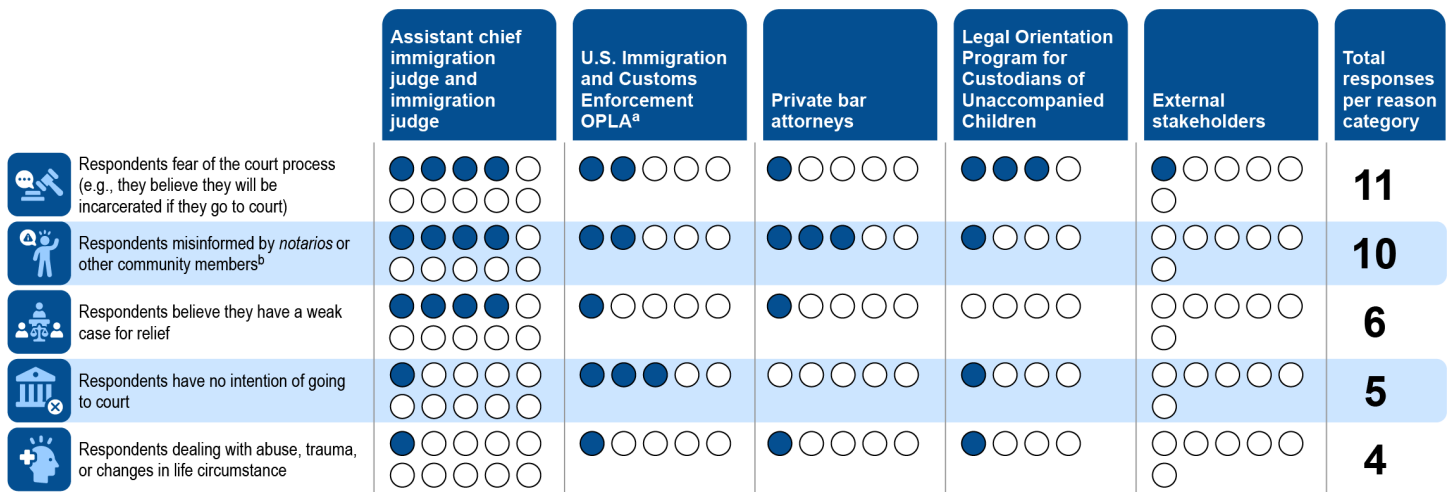 Assistant chief
immigration
judge and
immigration
judge
U.S. Immigration
and Customs
Enforcement
OPLAa
Private bar
attorneys
Legal Orientation
Program for
Custodians of
Unaccompanied
Children
External
stakeholders
Total
responses
per reason
category
Respondents fear of the court process
(e.g., they believe they will be
incarcerated if they go to court)
11
Respondents misinformed by notarios or
other community membersb
10
Respondents believe they have a weak
case for relief
6
Respondents have no intention of going
to court
5
Respondents dealing with abuse, trauma,
or changes in life circumstance
4